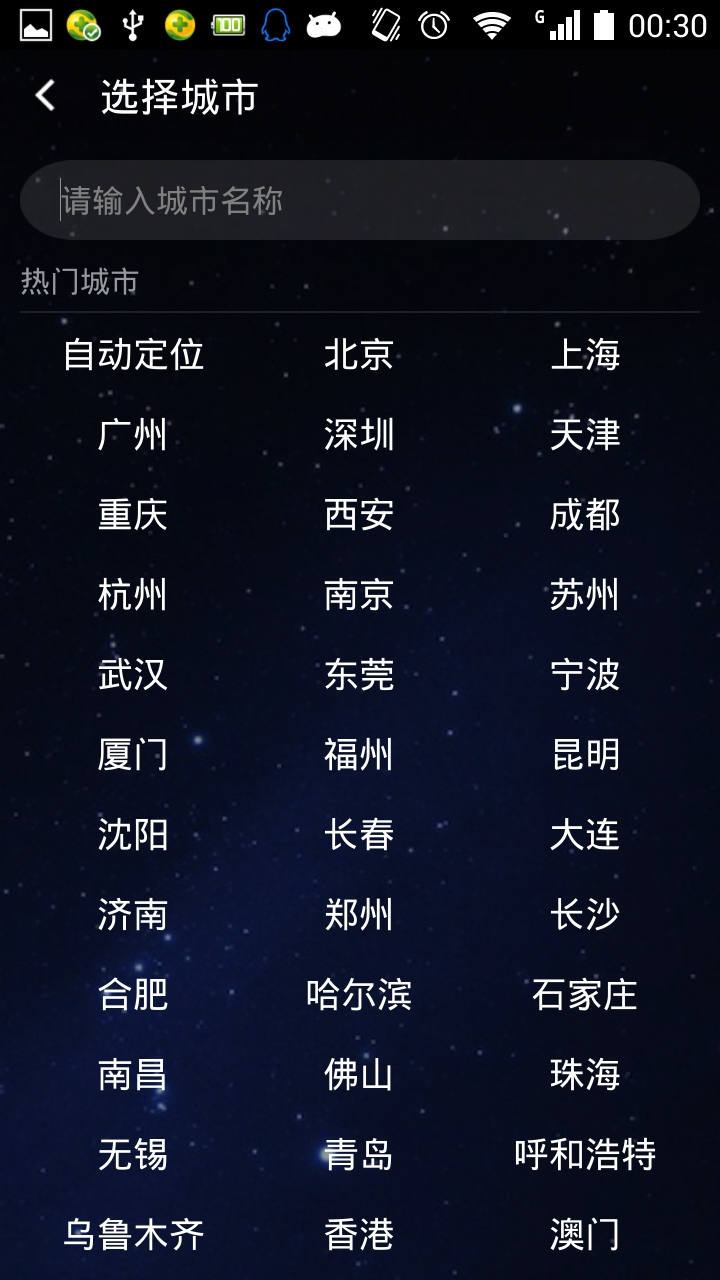 100 G 00:30
选择城市
请输入城市名称
热门城市
自动定位 北京 上海
广州 深圳 天津
重庆 西安 成都
杭州 南京 苏州
武汉 东莞 宁波
厦门 福州 昆明
沈阳 长春 大连
济南 郑州 长沙
合肥 哈尔滨 石家庄
南昌 佛山 珠海
无锡 青岛 呼和浩特
乌鲁木齐 香港 澳门